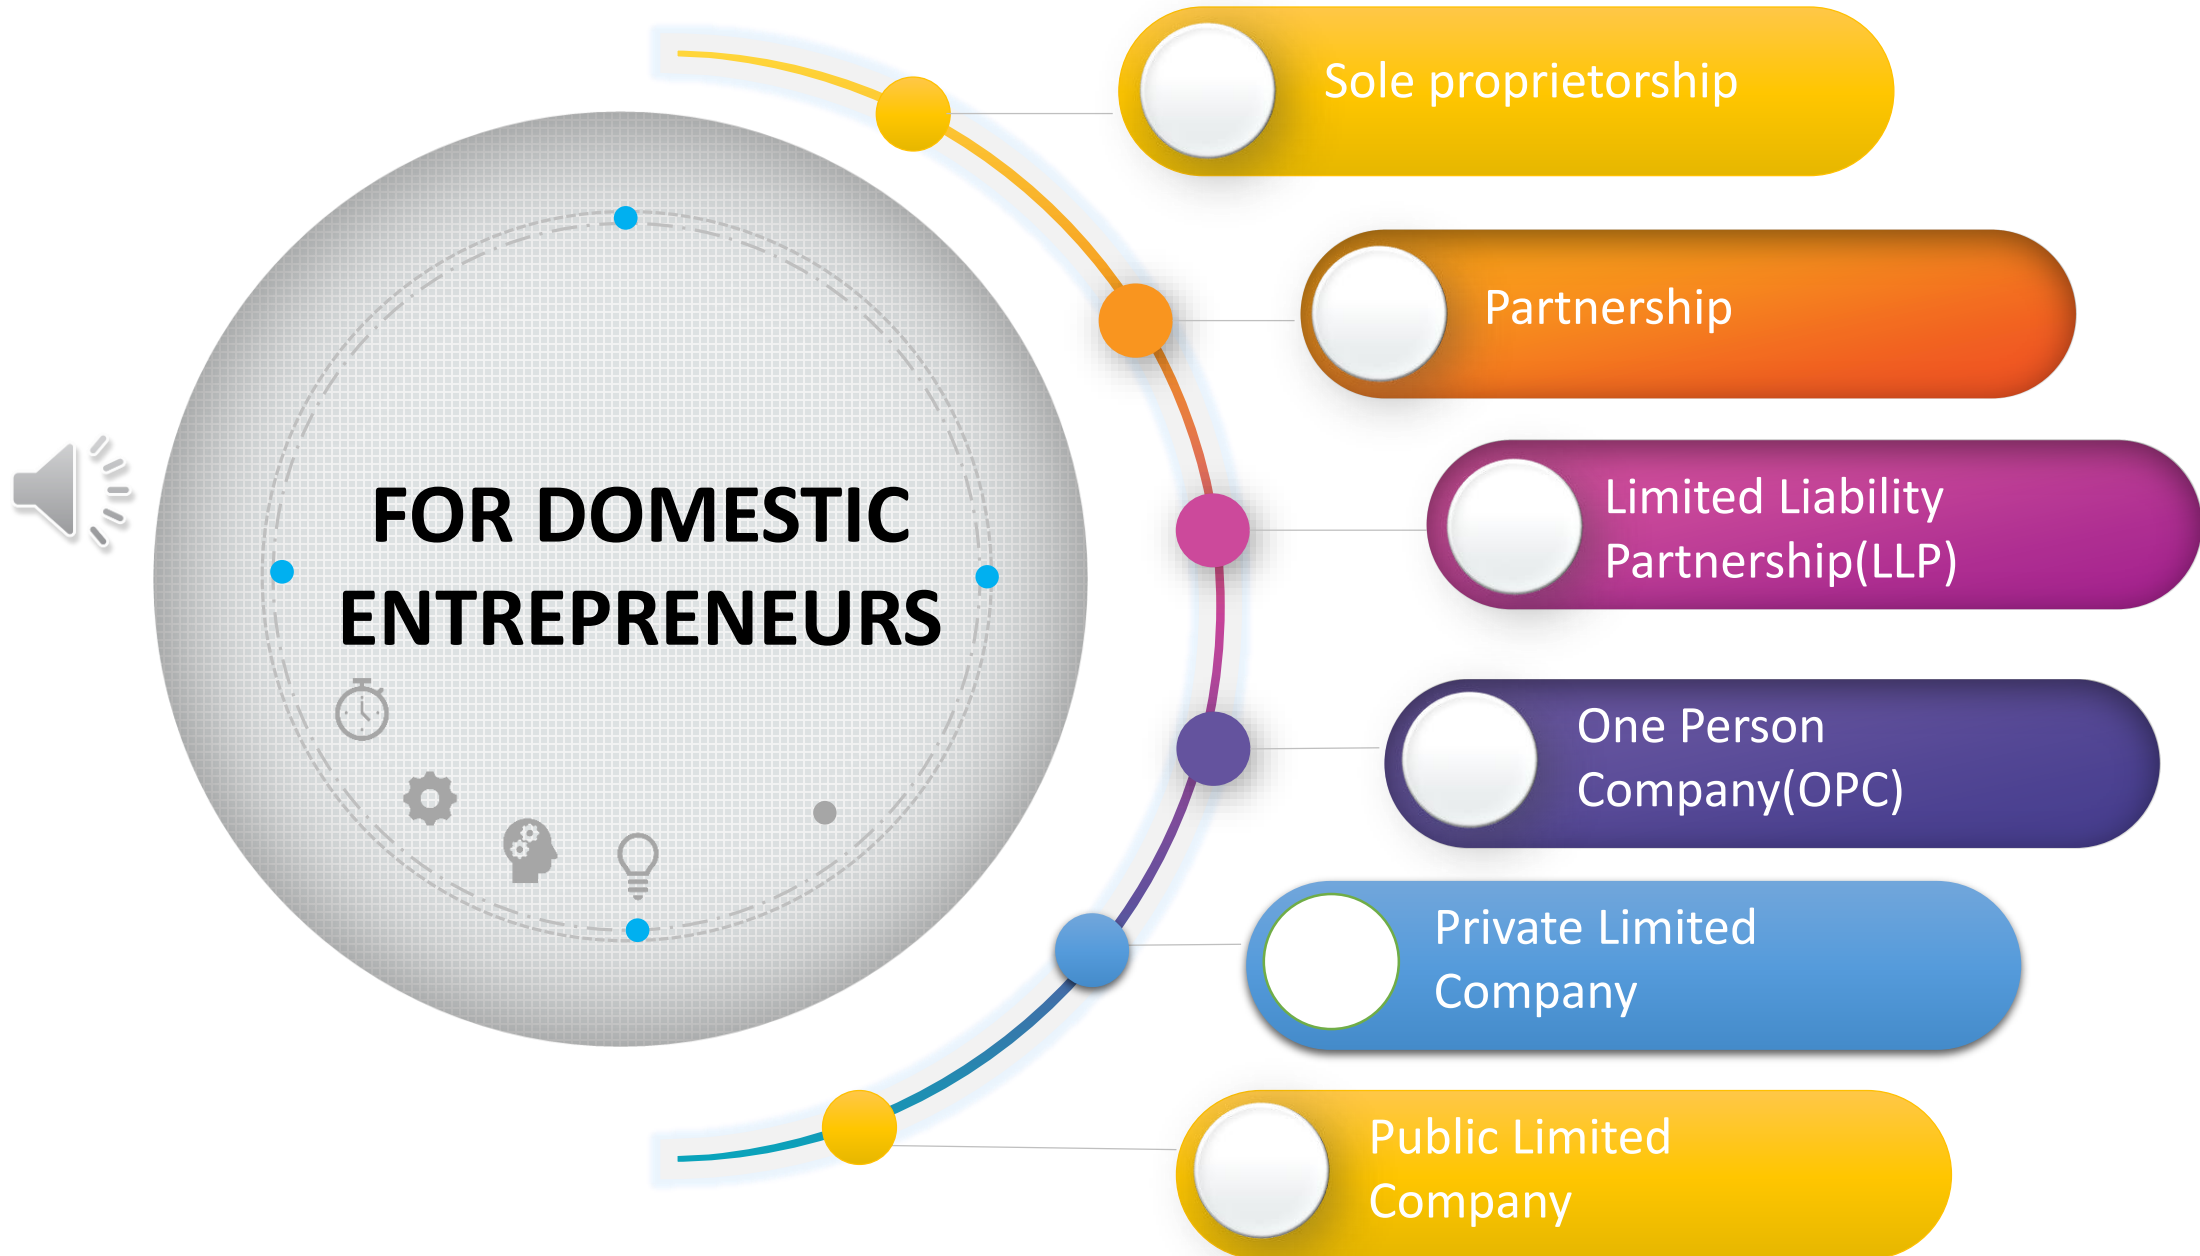 FOR DOMESTIC
ENTREPRENEURS
Sole proprietorship
Partnership
Limited Liability
Partnership(LLP)
One Person
Company(OPC)
Private Limited
Company
Public Limited
Company